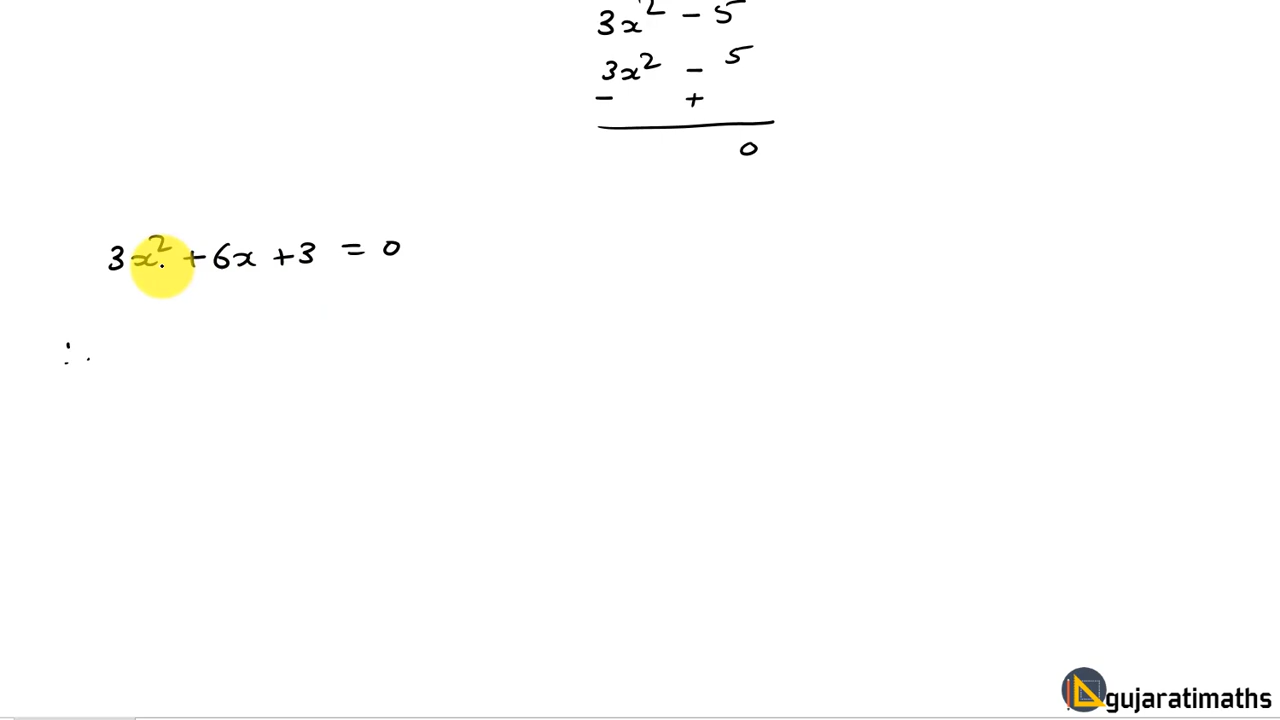 3x² - 5
3x² - 5
- +
0
3x² + 6x + 3 = 0
∴
gujaratimaths